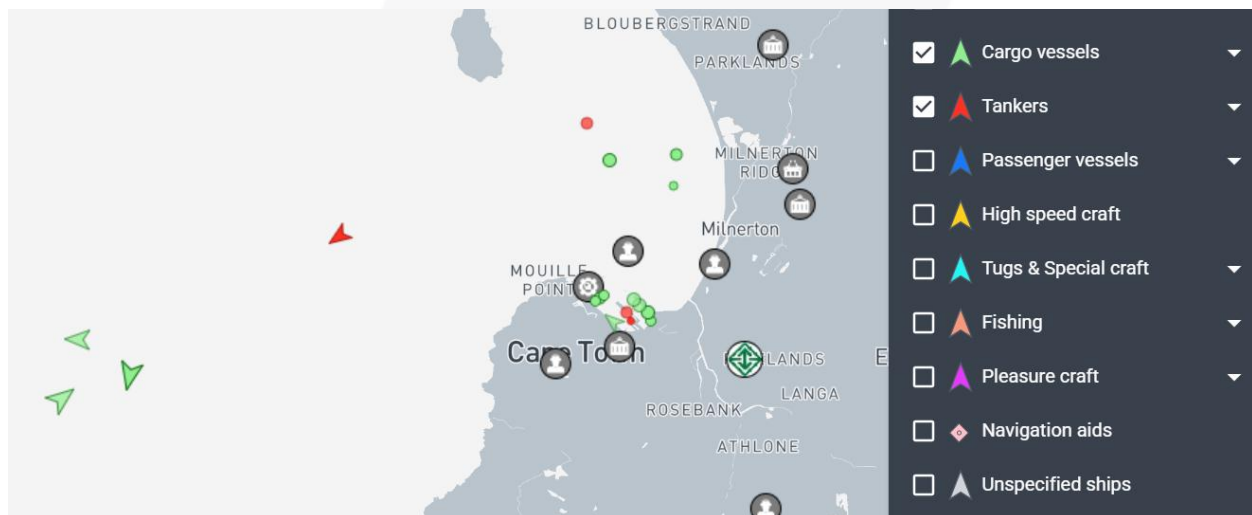 BLOUBERGSTRAND
PARKLANDS
MILNERTON
RIDG
Milnerton
MOUILLE
POINT
Cape Town
LANDS
E
LANGA
ROSEBANK
ATHLONE
Cargo vessels
Tankers
Passenger vessels
High speed craft
Tugs & Special craft
Fishing
Pleasure craft
Navigation aids
Unspecified ships